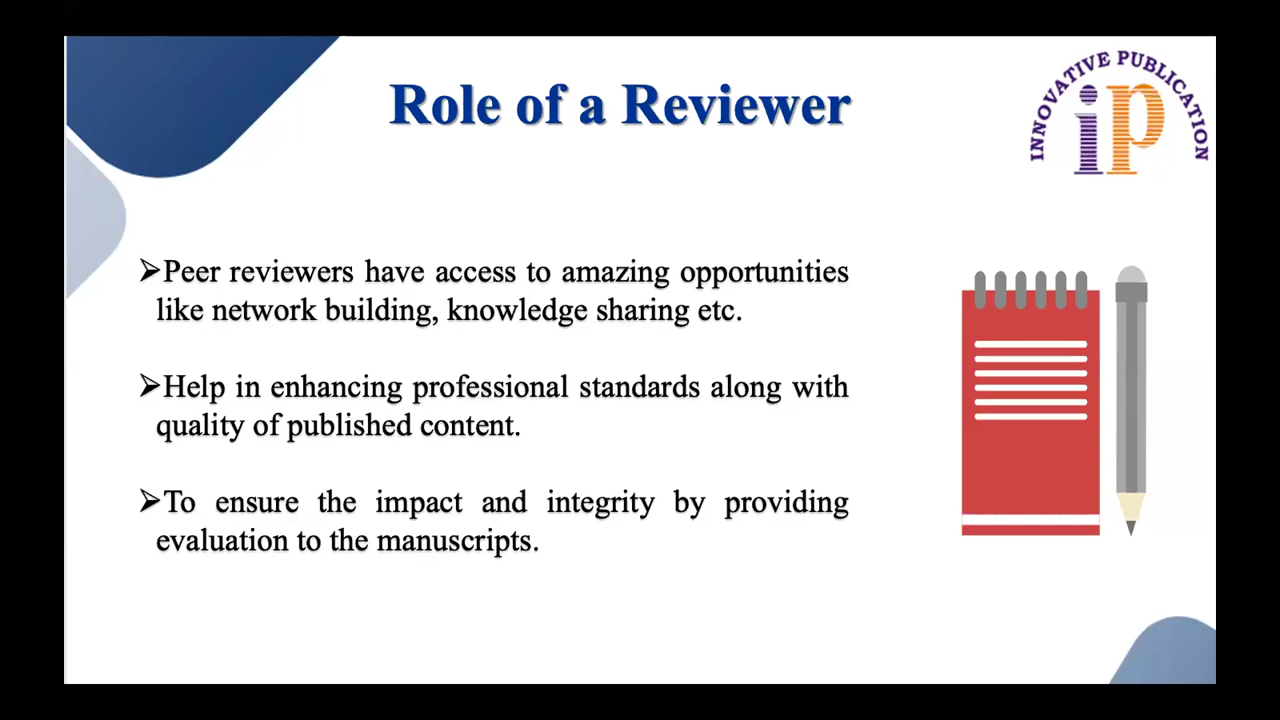 Role of a Reviewer
INNOVATIVE PUBLICATION
ip
➢Peer reviewers have access to amazing opportunities
like network building, knowledge sharing etc.
➢Help in enhancing professional standards along with
quality of published content.
➢To ensure the impact and integrity by providing
evaluation to the manuscripts.